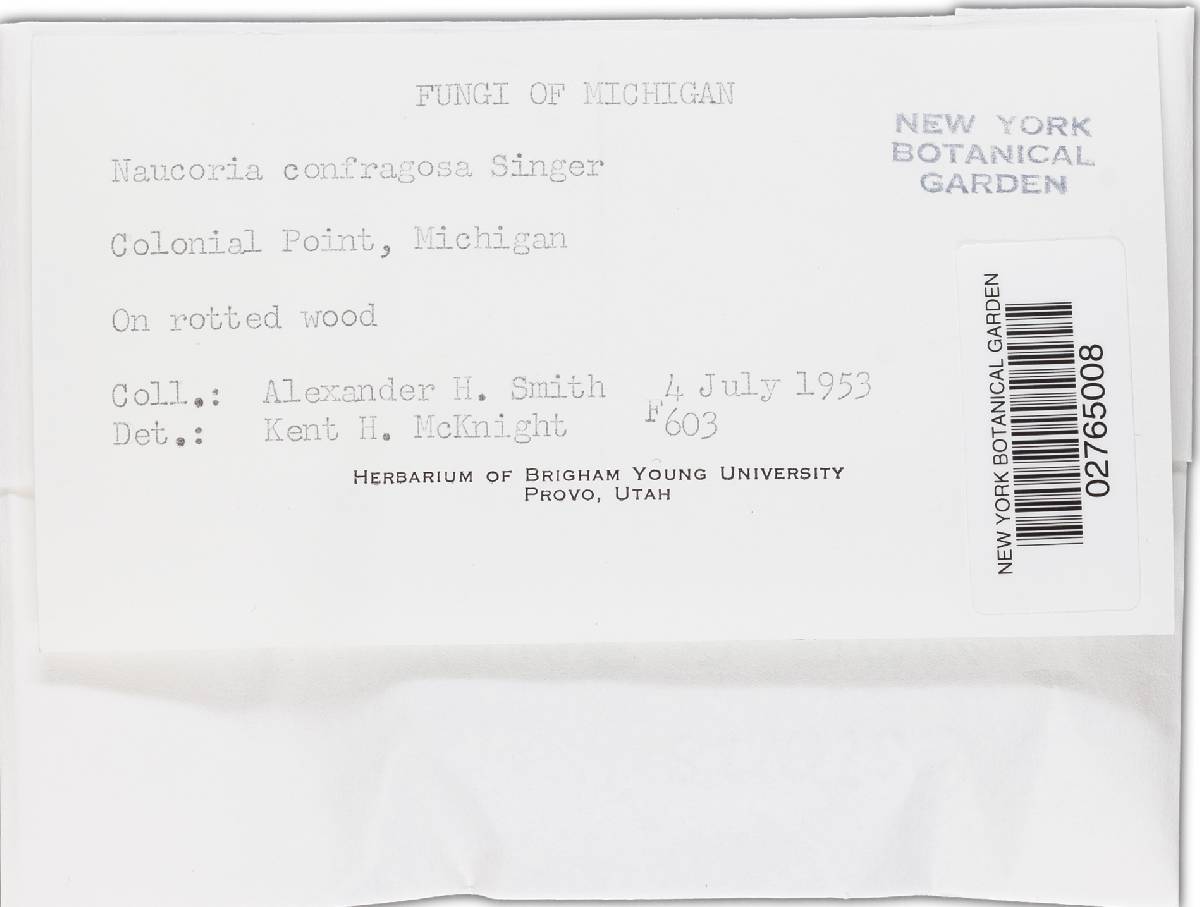 FUNGI OF MICHIGAN
NEW YORK
BOTANICAL
GARDEN
Naucoria confragosa Singer
Colonial Point, Michigan
On rotted wood
Coll.: Alexander H. Smith 4 July 1953
Det.: Kent H. McKnight F603
HERBARIUM OF BRIGHAM YOUNG UNIVERSITY
PROVO, UTAH
NEW YORK BOTANICAL GARDEN
02765008